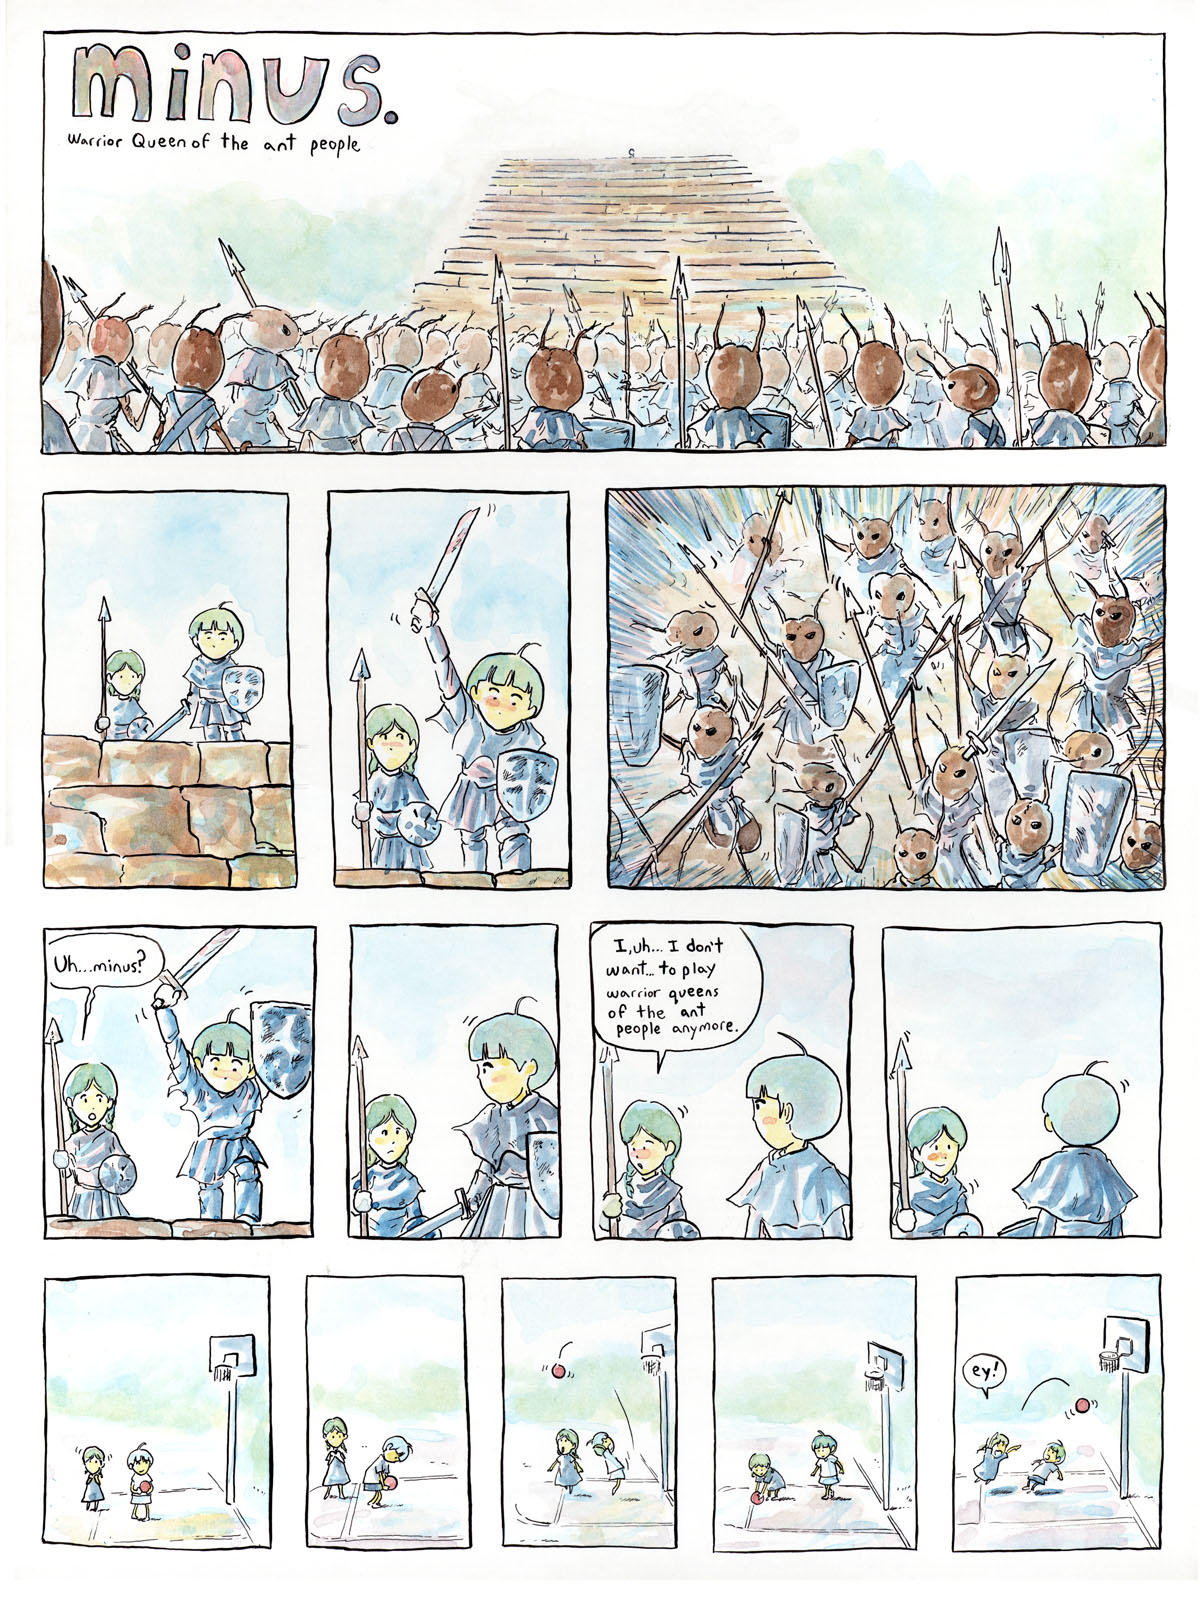 minus.
Warrior Queen of the ant people
Uh...minus?
I, uh... I don't
want... to play
warrior queens
of the ant
people anymore.
ey!